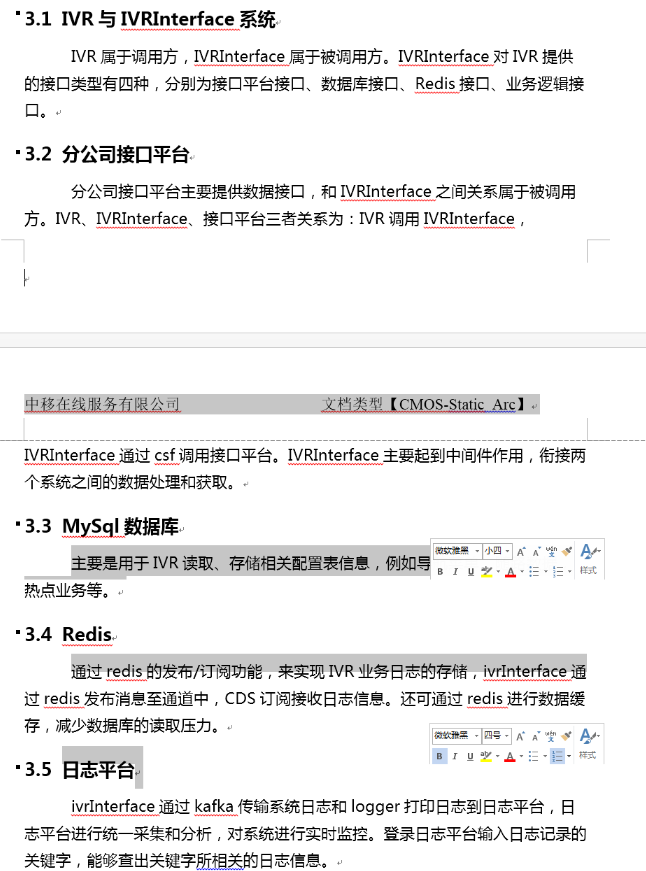 3.1 IVR 与 IVRInterface 系统
IVR 属于调用方，IVRInterface 属于被调用方。IVRInterface 对 IVR 提供
的接口类型有四种，分别为接口平台接口、数据库接口、Redis 接口、业务逻辑接
口。
3.2 分公司接口平台
分公司接口平台主要提供数据接口，和 IVRInterface 之间关系属于被调用
方。IVR、IVRInterface、接口平台三者关系为：IVR 调用 IVRInterface，
中移在线服务有限公司 文档类型【CMOS-Static_Arc】
IVRInterface 通过 csf 调用接口平台。IVRInterface 主要起到中间件作用，衔接两
个系统之间的数据处理和获取。
3.3 MySql 数据库
主要是用于 IVR 读取、存储相关配置表信息，例如导
微软雅黑 小四 A A wén 文
B I U aby A 样式
热点业务等。
3.4 Redis
通过 redis 的发布/订阅功能，来实现 IVR 业务日志的存储，ivrInterface 通
过 redis 发布消息至通道中，CDS 订阅接收日志信息。还可通过 redis 进行数据缓
存，减少数据库的读取压力。
微软雅黑 四号 A A wén 文
B I U aby A 样式
3.5 日志平台
ivrInterface 通过 kafka 传输系统日志和 logger 打印日志到日志平台，日
志平台进行统一采集和分析，对系统进行实时监控。登录日志平台输入日志记录的
关键字，能够查出关键字所相关的日志信息。